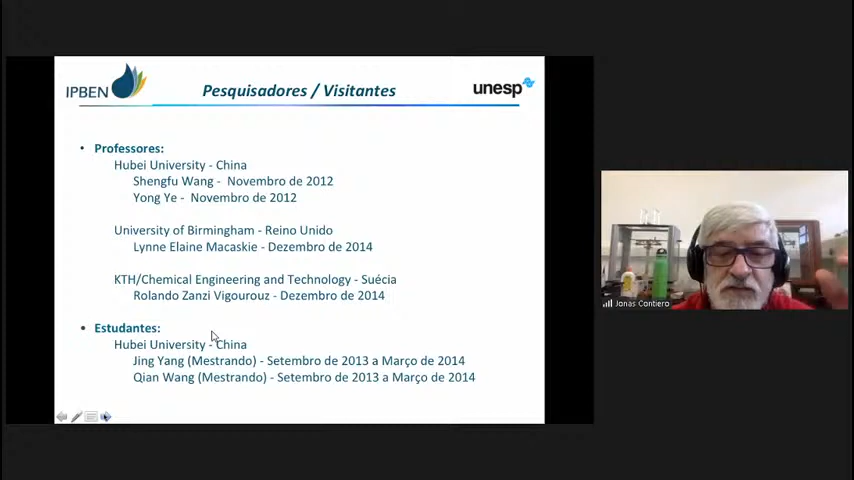 IPBEN
Pesquisadores / Visitantes
unesp
• Professores:
Hubei University - China
Shengfu Wang - Novembro de 2012
Yong Ye - Novembro de 2012
University of Birmingham - Reino Unido
Lynne Elaine Macaskie - Dezembro de 2014
KTH/Chemical Engineering and Technology - Suécia
Rolando Zanzi Vigourouz - Dezembro de 2014
• Estudantes:
Hubei University - China
Jing Yang (Mestrando) - Setembro de 2013 a Março de 2014
Qian Wang (Mestrando) - Setembro de 2013 a Março de 2014
Jonas Contiero